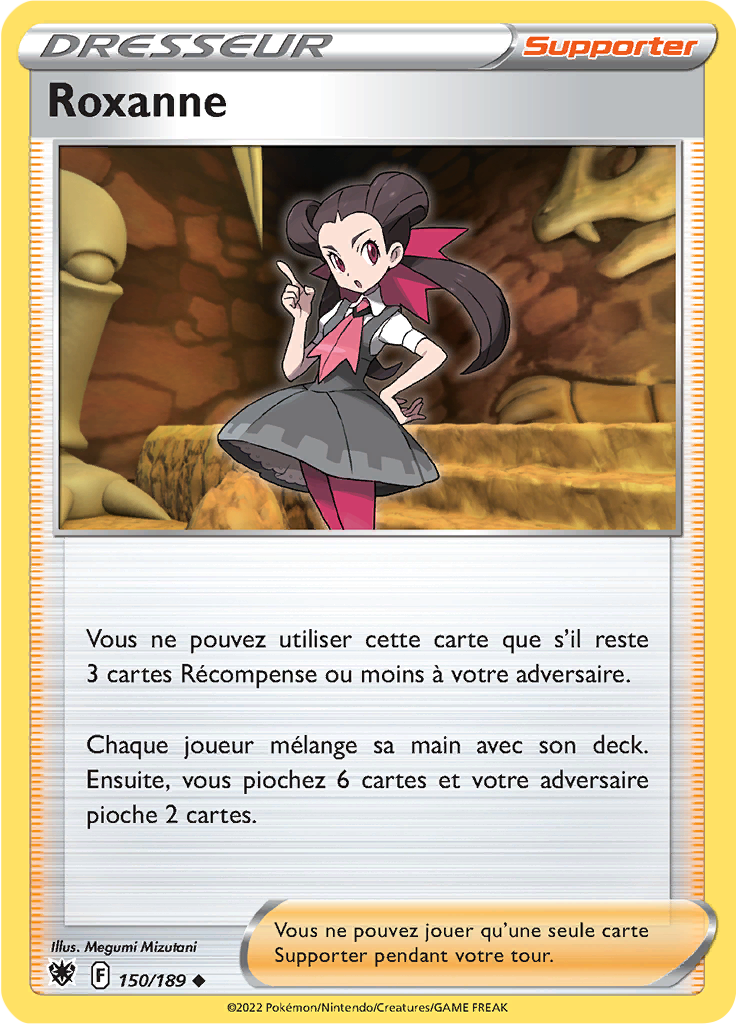 DRESSEUR
Supporter
Roxanne
Vous ne pouvez utiliser cette carte que s'il reste
3 cartes Récompense ou moins à votre adversaire.
Chaque joueur mélange sa main avec son deck.
Ensuite, vous piochez 6 cartes et votre adversaire
pioche 2 cartes.
Vous ne pouvez jouer qu'une seule carte
Supporter pendant votre tour.
Illus. Megumi Mizutani
F 150/189
©2022 Pokémon/Nintendo/Creatures/GAME FREAK